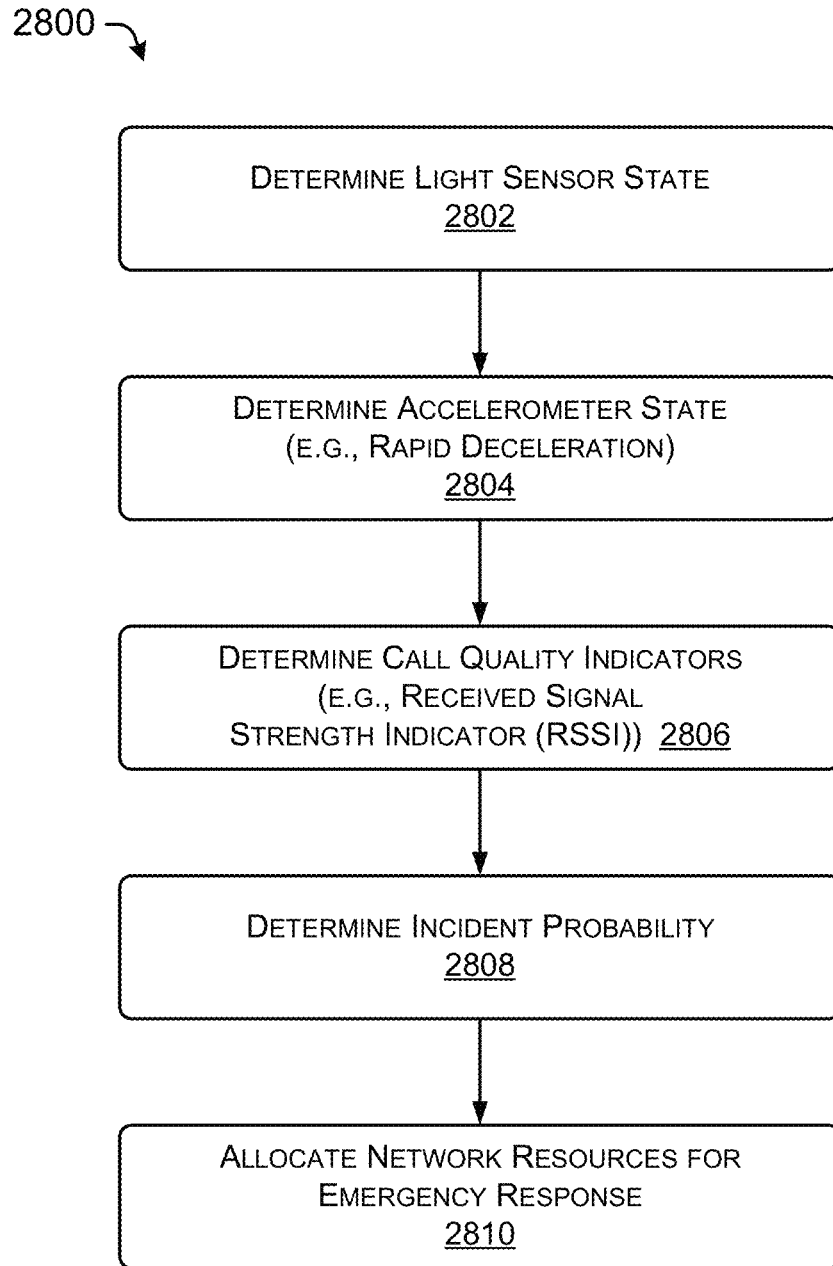 2800
DETERMINE LIGHT SENSOR STATE
2802
DETERMINE ACCELEROMETER STATE
(E.G., RAPID DECELERATION)
2804
DETERMINE CALL QUALITY INDICATORS
(E.G., RECEIVED SIGNAL
STRENGTH INDICATOR (RSSI)) 2806
DETERMINE INCIDENT PROBABILITY
2808
ALLOCATE NETWORK RESOURCES FOR
EMERGENCY RESPONSE
2810